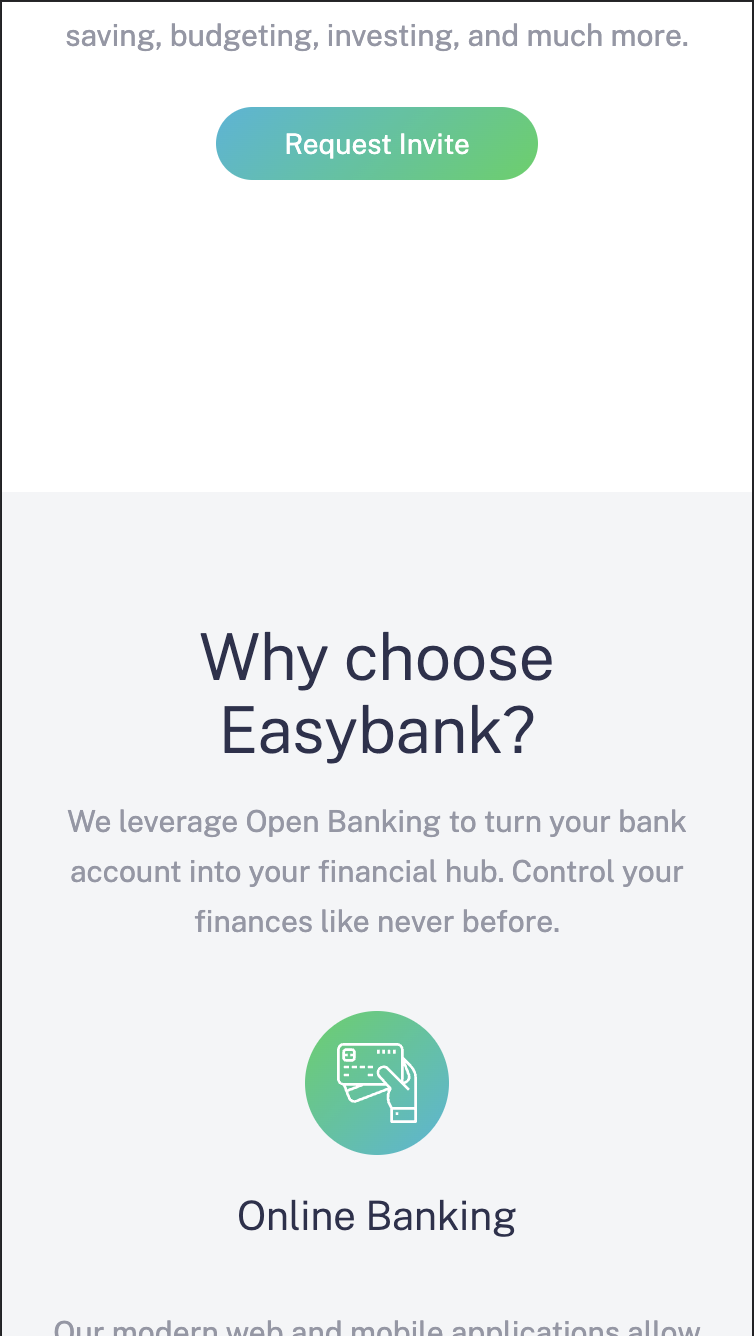 saving, budgeting, investing, and much more.
Request Invite
Why choose
Easybank?
We leverage Open Banking to turn your bank
account into your financial hub. Control your
finances like never before.
Online Banking
Our modern web and mobile applications allow